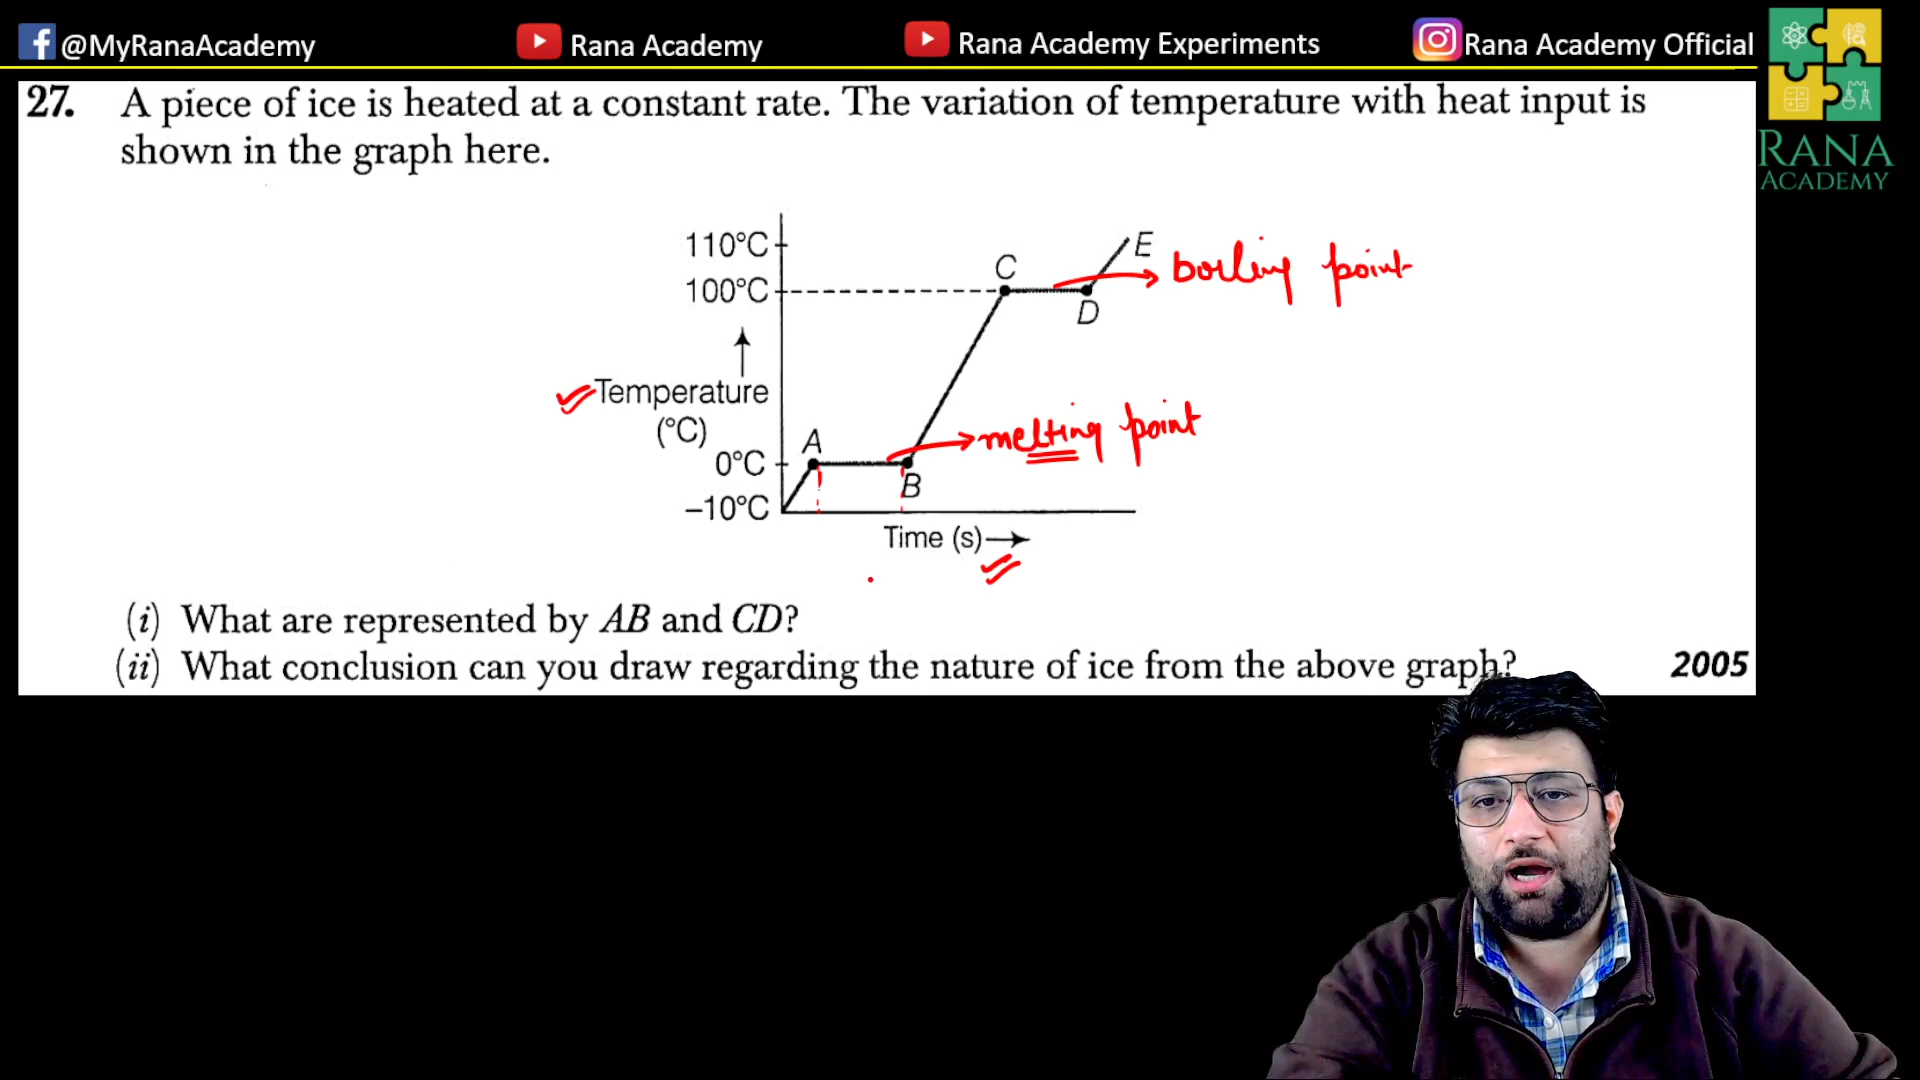 @MyRanaAcademy
Rana Academy
Rana Academy Experiments
Rana Academy Official
RANA
ACADEMY
27. A piece of ice is heated at a constant rate. The variation of temperature with heat input is
shown in the graph here.
110°C
E
boiling point
C
100°C
D
Temperature
(°C)
melting point
A
0°C
B
–10°C
Time (s)
(i) What are represented by AB and CD?
(ii) What conclusion can you draw regarding the nature of ice from the above graph? 2005